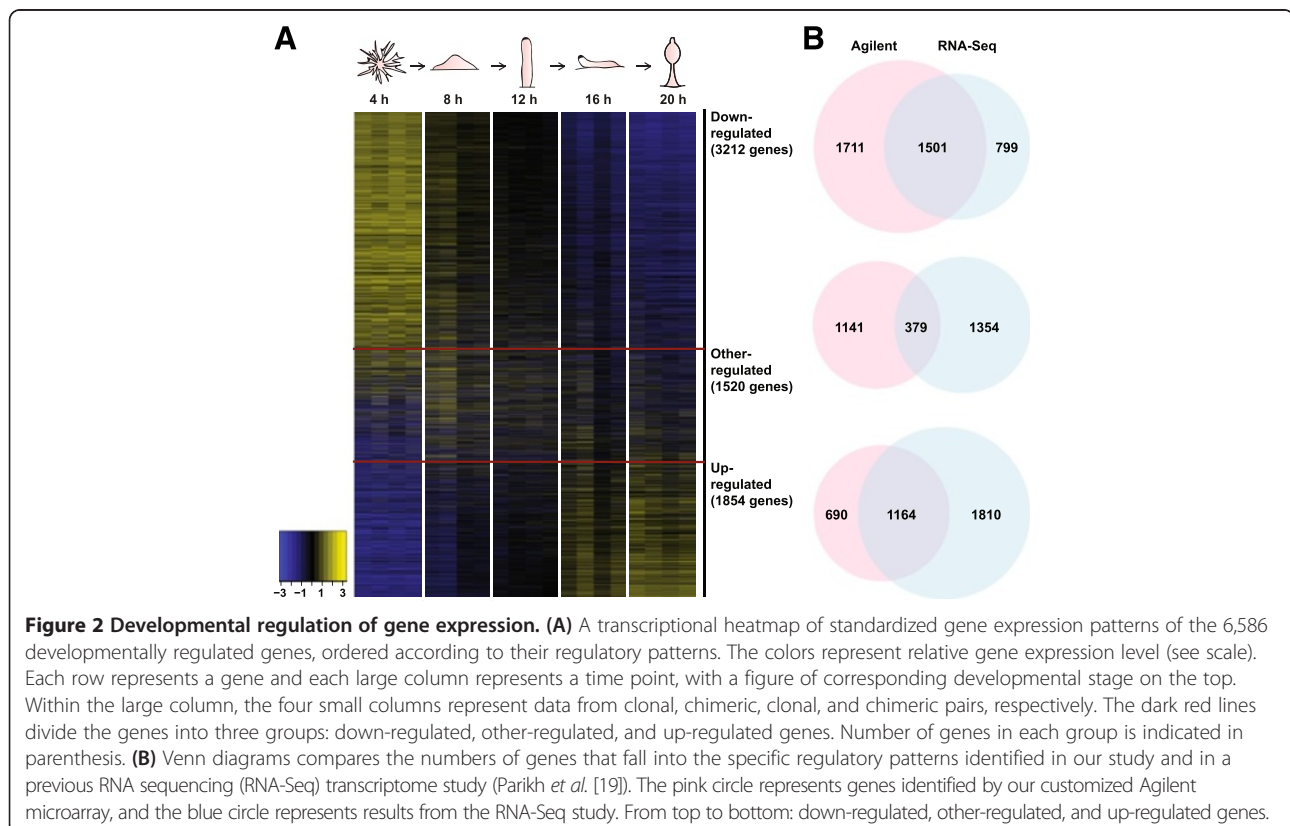 A
B
Agilent RNA-Seq
4 h 8 h 12 h 16 h 20 h
Down-
regulated
(3212 genes)
1711 1501 799
Other-
regulated
(1520 genes)
1141 379 1354
Up-
regulated
(1854 genes)
690 1164 1810
−3 −1 1 3
Figure 2 Developmental regulation of gene expression. (A) A transcriptional heatmap of standardized gene expression patterns of the 6,586
developmentally regulated genes, ordered according to their regulatory patterns. The colors represent relative gene expression level (see scale).
Each row represents a gene and each large column represents a time point, with a figure of corresponding developmental stage on the top.
Within the large column, the four small columns represent data from clonal, chimeric, clonal, and chimeric pairs, respectively. The dark red lines
divide the genes into three groups: down-regulated, other-regulated, and up-regulated genes. Number of genes in each group is indicated in
parenthesis. (B) Venn diagrams compares the numbers of genes that fall into the specific regulatory patterns identified in our study and in a
previous RNA sequencing (RNA-Seq) transcriptome study (Parikh et al. [19]). The pink circle represents genes identified by our customized Agilent
microarray, and the blue circle represents results from the RNA-Seq study. From top to bottom: down-regulated, other-regulated, and up-regulated genes.